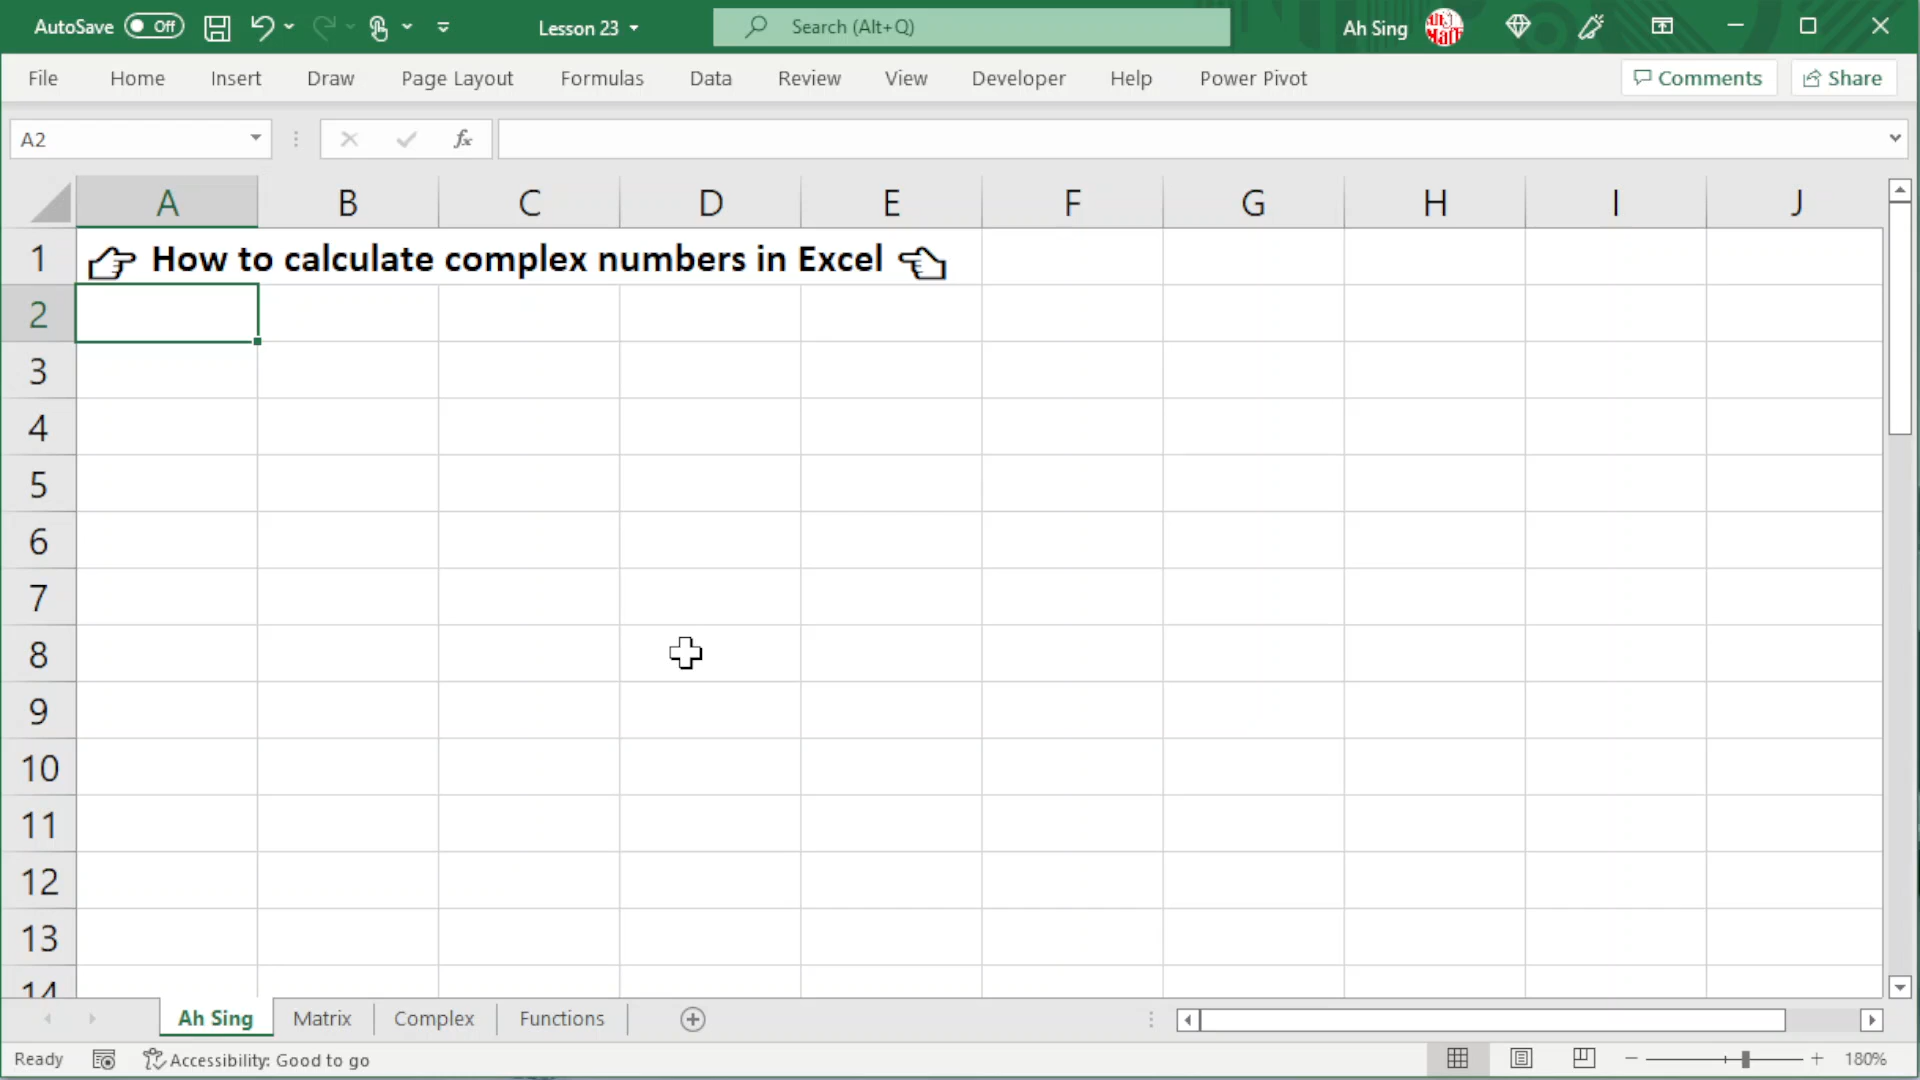 AutoSave Off Lesson 23 Search (Alt+Q) Ah Sing
File Home Insert Draw Page Layout Formulas Data Review View Developer Help Power Pivot Comments Share
A2 fx
A B C D E F G H I J
1 How to calculate complex numbers in Excel
2
3
4
5
6
7
8
9
10
11
12
13
14
Ah Sing Matrix Complex Functions
Ready Accessibility: Good to go 180%